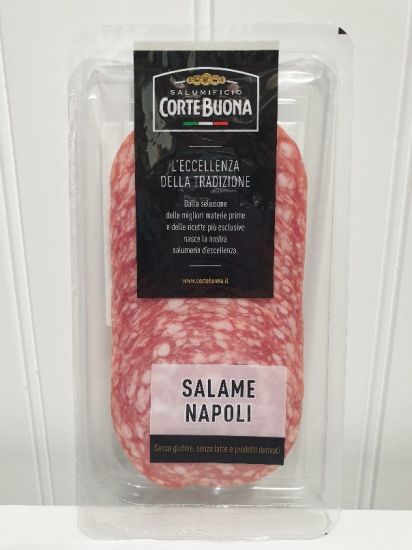 SALUMIFICIO
CORTEBUONA
L'ECCELLENZA
DELLA TRADIZIONE
Dalla selezione
delle migliori materie prime
e delle ricette più esclusive
nasce la nostra
salumeria d'eccellenza.
www.cortebuona.it
SALAME
NAPOLI
Senza glutine, senza latte e prodotti derivati